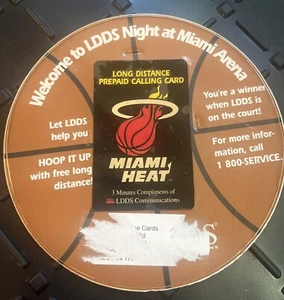 Welcome to LDDS Night at Miami Arena
LONG DISTANCE
PREPAID CALLING CARD
Let LDDS
help you
HOOP IT UP
with free long
distance!
You're a winner
when LDDS is
on the court!
For more infor-
mation, call
1 800-SERVICE.
MIAMI
HEAT
3 Minutes Compliments of
LDDS Communications
Cards